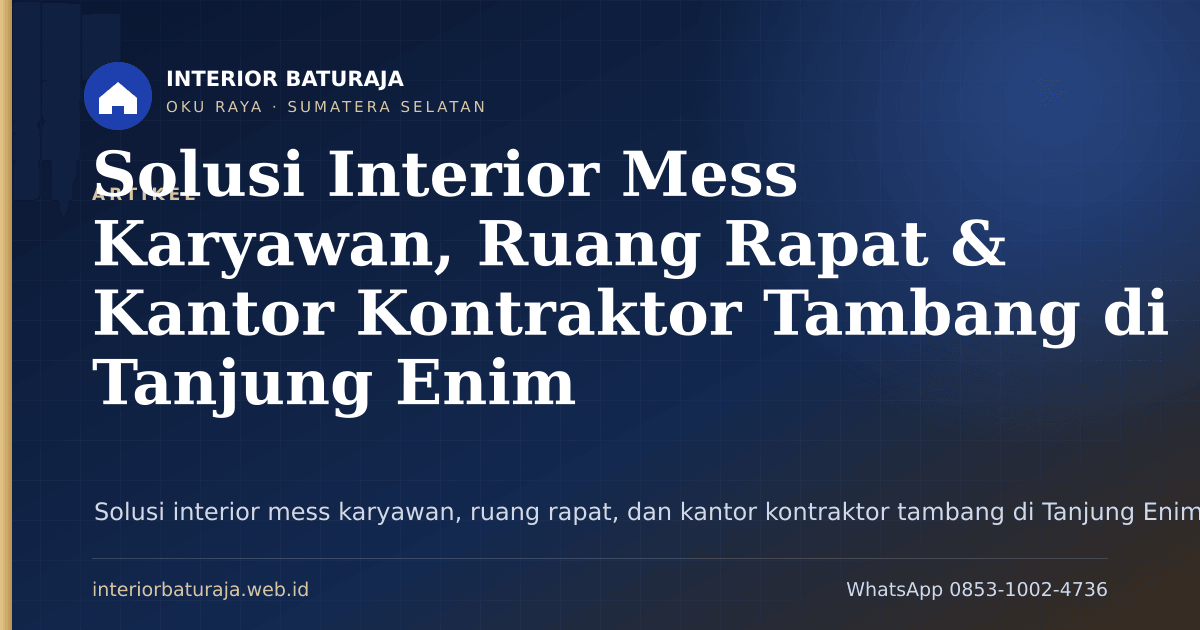 INTERIOR BATURAJA
OKU RAYA · SUMATERA SELATAN
ARTIKEL
Solusi Interior Mess
Karyawan, Ruang Rapat &
Kantor Kontraktor Tambang di
Tanjung Enim
Solusi interior mess karyawan, ruang rapat, dan kantor kontraktor tambang di Tanjung Enim
interiorbaturaja.web.id
WhatsApp 0853-1002-4736